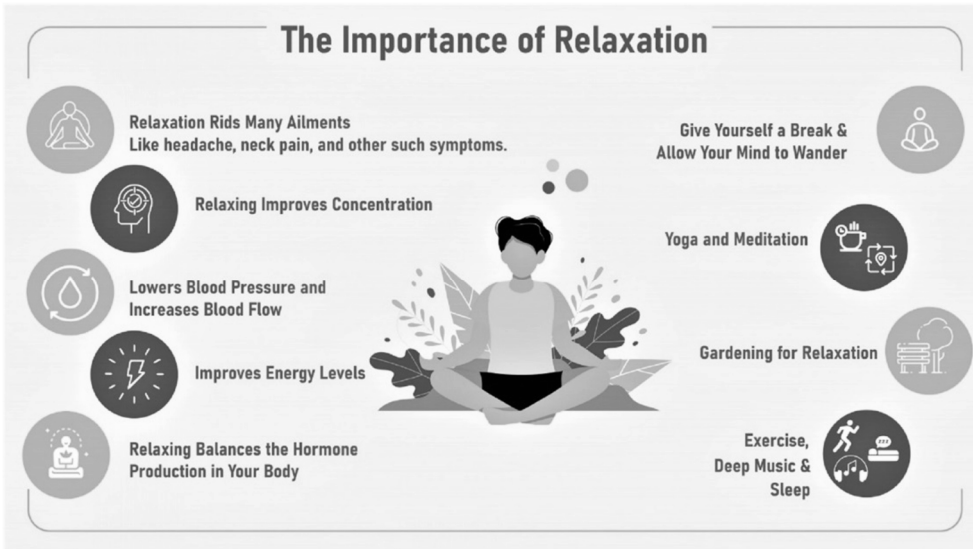 The Importance of Relaxation
Relaxation Rids Many Ailments
Like headache, neck pain, and other such symptoms.
Relaxing Improves Concentration
Lowers Blood Pressure and
Increases Blood Flow
Improves Energy Levels
Relaxing Balances the Hormone
Production in Your Body
Give Yourself a Break &
Allow Your Mind to Wander
Yoga and Meditation
Gardening for Relaxation
Exercise,
Deep Music &
Sleep